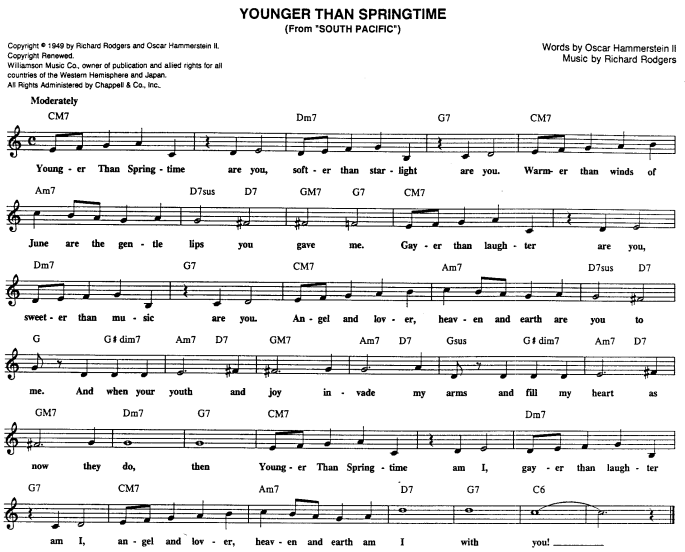 YOUNGER THAN SPRINGTIME
(From "SOUTH PACIFIC")
Copyright © 1949 by Richard Rodgers and Oscar Hammerstein II.
Copyright Renewed.
Williamson Music Co., owner of publication and allied rights for all
countries of the Western Hemisphere and Japan.
All Rights Administered by Chappell & Co., Inc.
Words by Oscar Hammerstein II
Music by Richard Rodgers
Moderately
CM7 Dm7 G7 CM7
Young - er Than Spring - time are you, soft - er than star - light are you. Warm- er than winds of
Am7 D7sus D7 GM7 G7 CM7
June are the gen - tle lips you gave me. Gay - er than laugh - ter are you,
Dm7 G7 CM7 Am7 D7sus D7
sweet - er than mu - sic are you. An - gel and lov - er, heav - en and earth are you to
G G♯dim7 Am7 D7 GM7 Am7 D7 Gsus G♯dim7 Am7 D7
me. And when your youth and joy in - vade my arms and fill my heart as
GM7 Dm7 G7 CM7 Dm7
now they do, then Young - er Than Spring - time am I, gay - er than laugh - ter
G7 CM7 Am7 D7 G7 C6
am I, an - gel and lov - er, heav - en and earth am I with you!